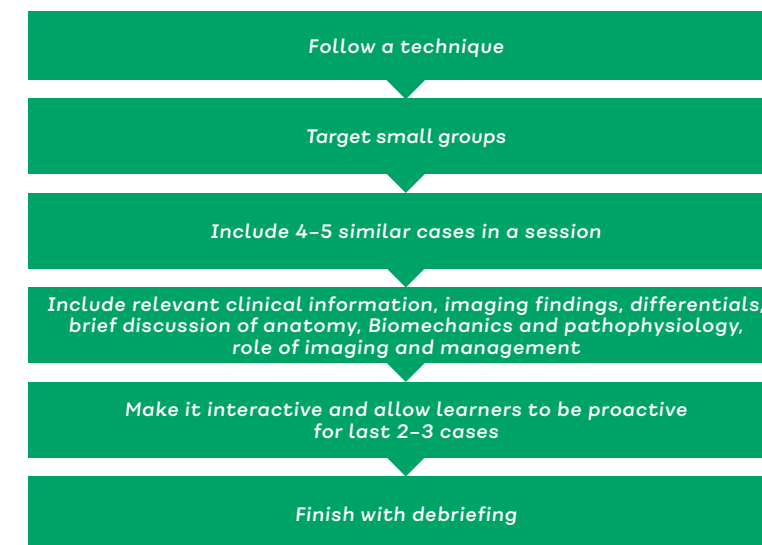 Follow a technique
Target small groups
Include 4–5 similar cases in a session
Include relevant clinical information, imaging findings, differentials,
brief discussion of anatomy, Biomechanics and pathophysiology,
role of imaging and management
Make it interactive and allow learners to be proactive
for last 2–3 cases
Finish with debriefing